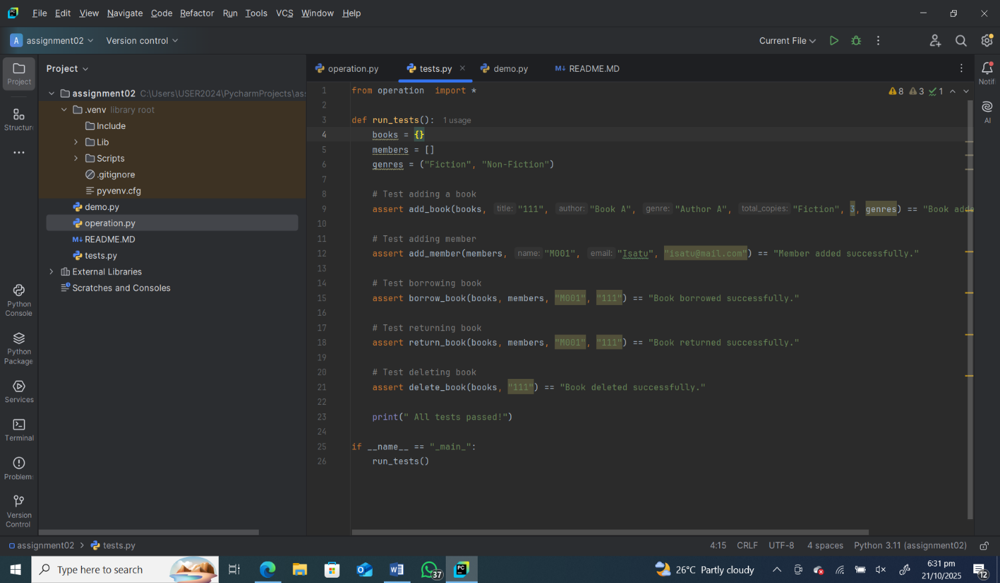 File Edit View Navigate Code Refactor Run Tools VCS Window Help
A assignment02 Version control Current File
Project
Project
operation.py tests.py demo.py M↓ README.MD
Notifi
AI
assignment02 C:\Users\USER2024\PycharmProjects\as
.venv library root
Include
Lib
Scripts
.gitignore
pyvenv.cfg
demo.py
operation.py
M↓ README.MD
tests.py
External Libraries
Scratches and Consoles
Structur
Python
Console
Python
Package
Services
Terminal
Problem
Version
Control
8 3 1
1 from operation  import *
2
3 def run_tests(): 1 usage
4 books = {}
5 members = []
6 genres = ("Fiction", "Non-Fiction")
7
8 # Test adding a book
9 assert add_book(books, title: "111", author: "Book A", genre: "Author A", total_copies: "Fiction", 3, genres) == "Book adde
10
11 # Test adding member
12 assert add_member(members, name: "M001", email: "Isatu", "isatu@mail.com") == "Member added successfully."
13
14 # Test borrowing book
15 assert borrow_book(books, members, "M001", "111") == "Book borrowed successfully."
16
17 # Test returning book
18 assert return_book(books, members, "M001", "111") == "Book returned successfully."
19
20 # Test deleting book
21 assert delete_book(books, "111") == "Book deleted successfully."
22
23 print(" All tests passed!")
24
25 if __name__ == "_main_":
26 run_tests()
assignment02 > tests.py 4:15 CRLF UTF-8 4 spaces Python 3.11 (assignment02)
Type here to search 37 PC 26°C Partly cloudy 6:31 pm
21/10/2025 12